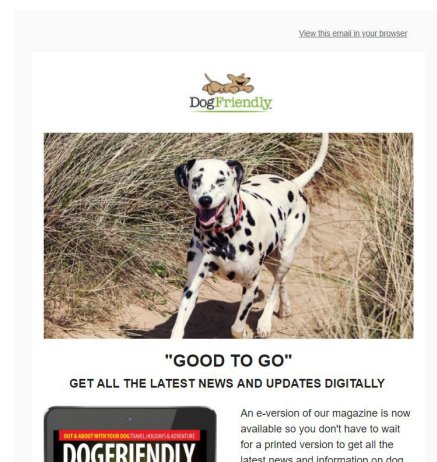 View this email in your browser
DogFriendly
"GOOD TO GO"
GET ALL THE LATEST NEWS AND UPDATES DIGITALLY
OUT & ABOUT WITH YOUR DOG TRAVEL, HOLIDAYS & ADVENTURE
DOGFRIENDLY
An e-version of our magazine is now
available so you don't have to wait
for a printed version to get all the
latest news and information on dog